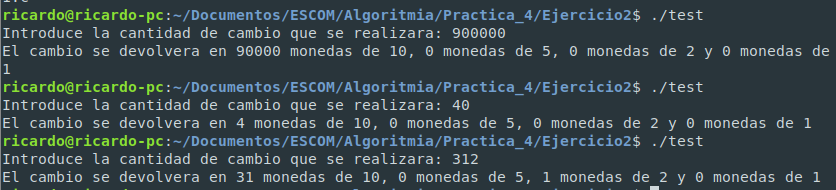 ricardo@ricardo-pc:~/Documentos/ESCOM/Algoritmia/Practica_4/Ejercicio2$ ./test
Introduce la cantidad de cambio que se realizara: 900000
El cambio se devolvera en 90000 monedas de 10, 0 monedas de 5, 0 monedas de 2 y 0 monedas de
1
ricardo@ricardo-pc:~/Documentos/ESCOM/Algoritmia/Practica_4/Ejercicio2$ ./test
Introduce la cantidad de cambio que se realizara: 40
El cambio se devolvera en 4 monedas de 10, 0 monedas de 5, 0 monedas de 2 y 0 monedas de 1
ricardo@ricardo-pc:~/Documentos/ESCOM/Algoritmia/Practica_4/Ejercicio2$ ./test
Introduce la cantidad de cambio que se realizara: 312
El cambio se devolvera en 31 monedas de 10, 0 monedas de 5, 1 monedas de 2 y 0 monedas de 1